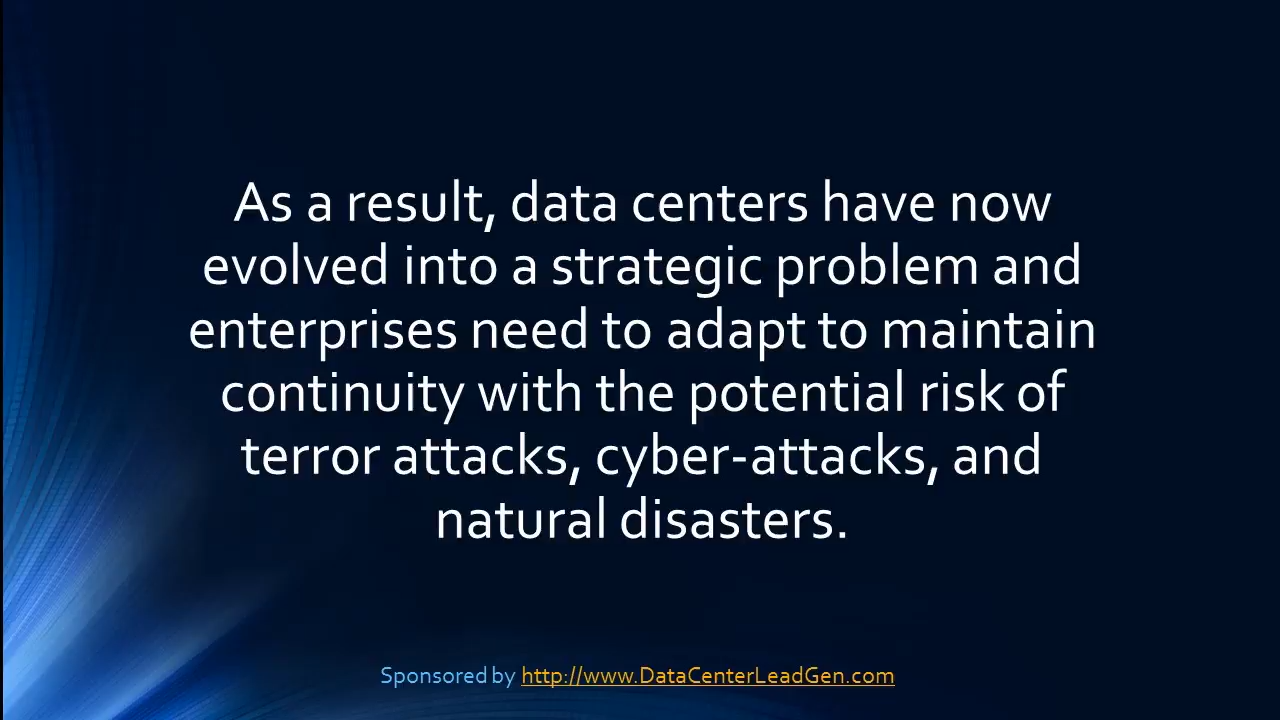 As a result, data centers have now
evolved into a strategic problem and
enterprises need to adapt to maintain
continuity with the potential risk of
terror attacks, cyber-attacks, and
natural disasters.
Sponsored by http://www.DataCenterLeadGen.com